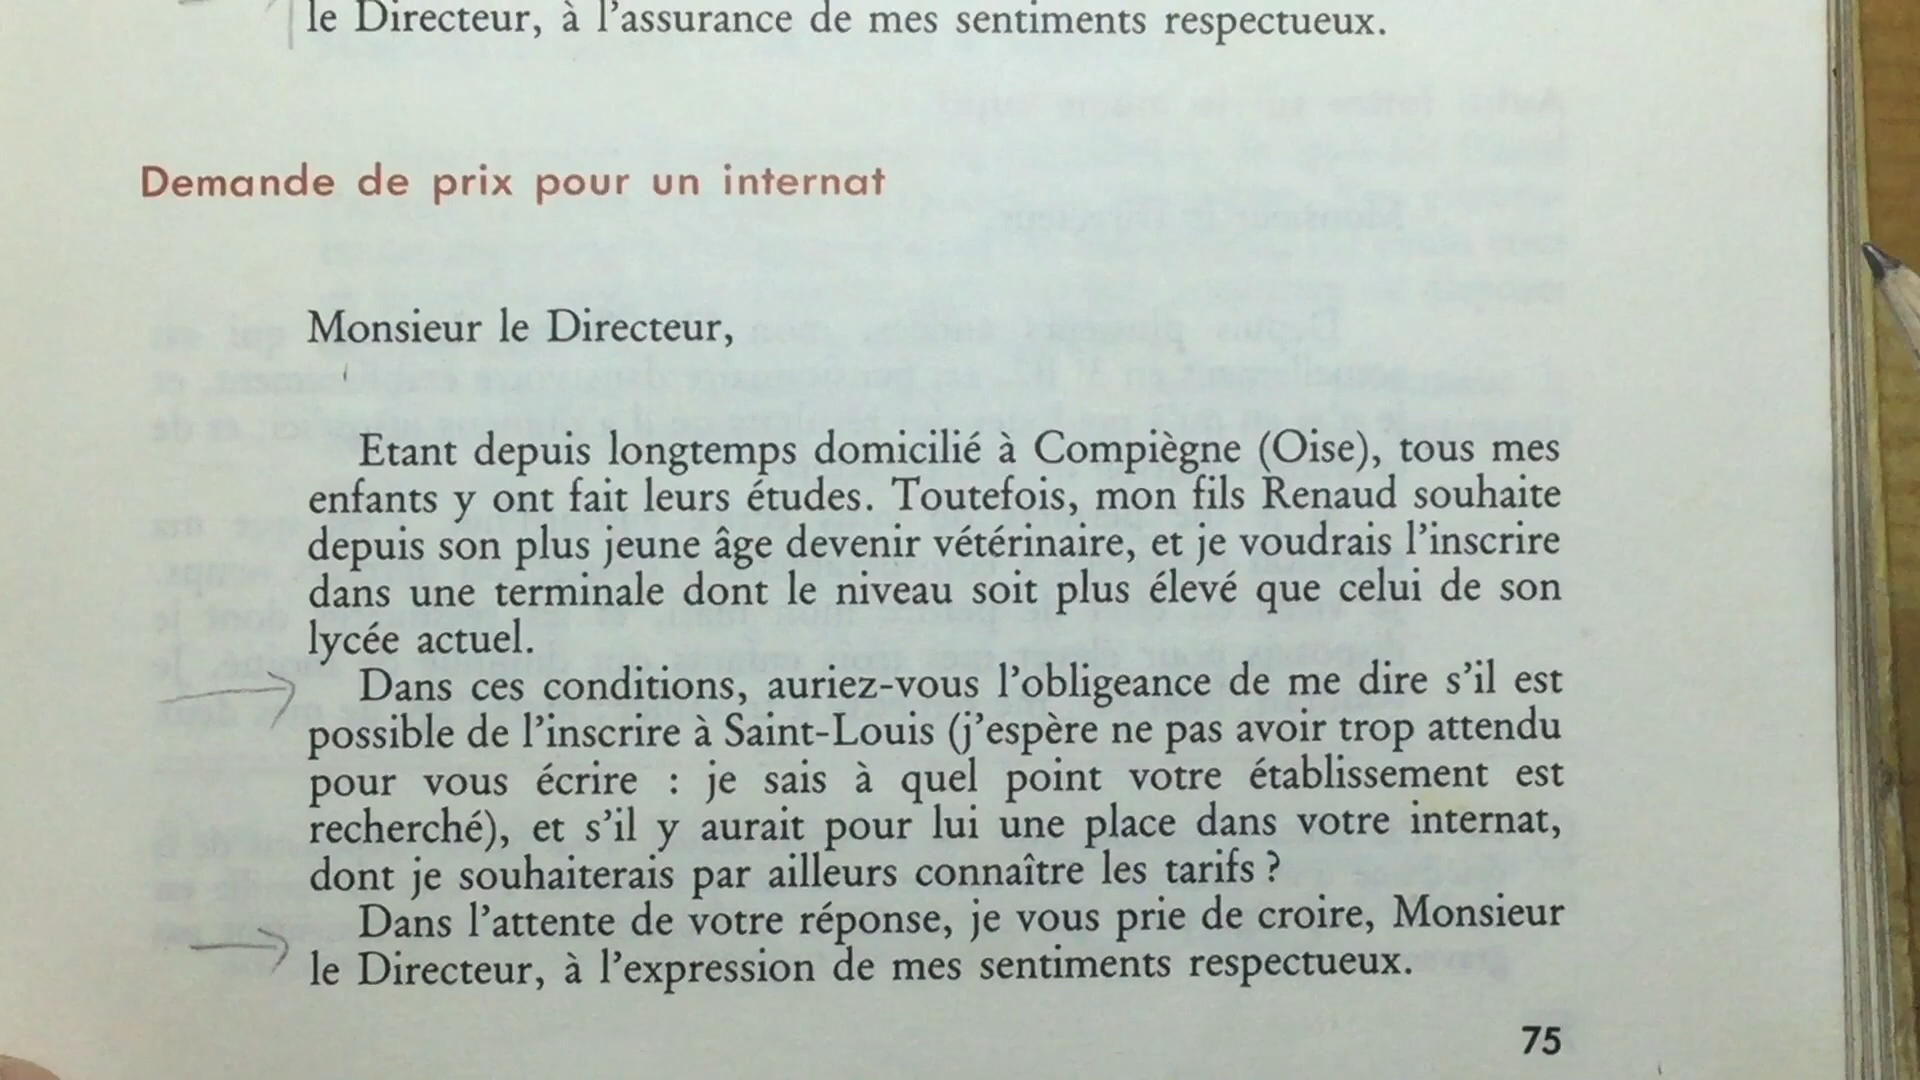 le Directeur, à l'assurance de mes sentiments respectueux.
Demande de prix pour un internat
Monsieur le Directeur,
Etant depuis longtemps domicilié à Compiègne (Oise), tous mes
enfants y ont fait leurs études. Toutefois, mon fils Renaud souhaite
depuis son plus jeune âge devenir vétérinaire, et je voudrais l'inscrire
dans une terminale dont le niveau soit plus élevé que celui de son
lycée actuel.
Dans ces conditions, auriez-vous l'obligeance de me dire s'il est
possible de l'inscrire à Saint-Louis (j'espère ne pas avoir trop attendu
pour vous écrire : je sais à quel point votre établissement est
recherché), et s'il y aurait pour lui une place dans votre internat,
dont je souhaiterais par ailleurs connaître les tarifs ?
Dans l'attente de votre réponse, je vous prie de croire, Monsieur
le Directeur, à l'expression de mes sentiments respectueux.
75